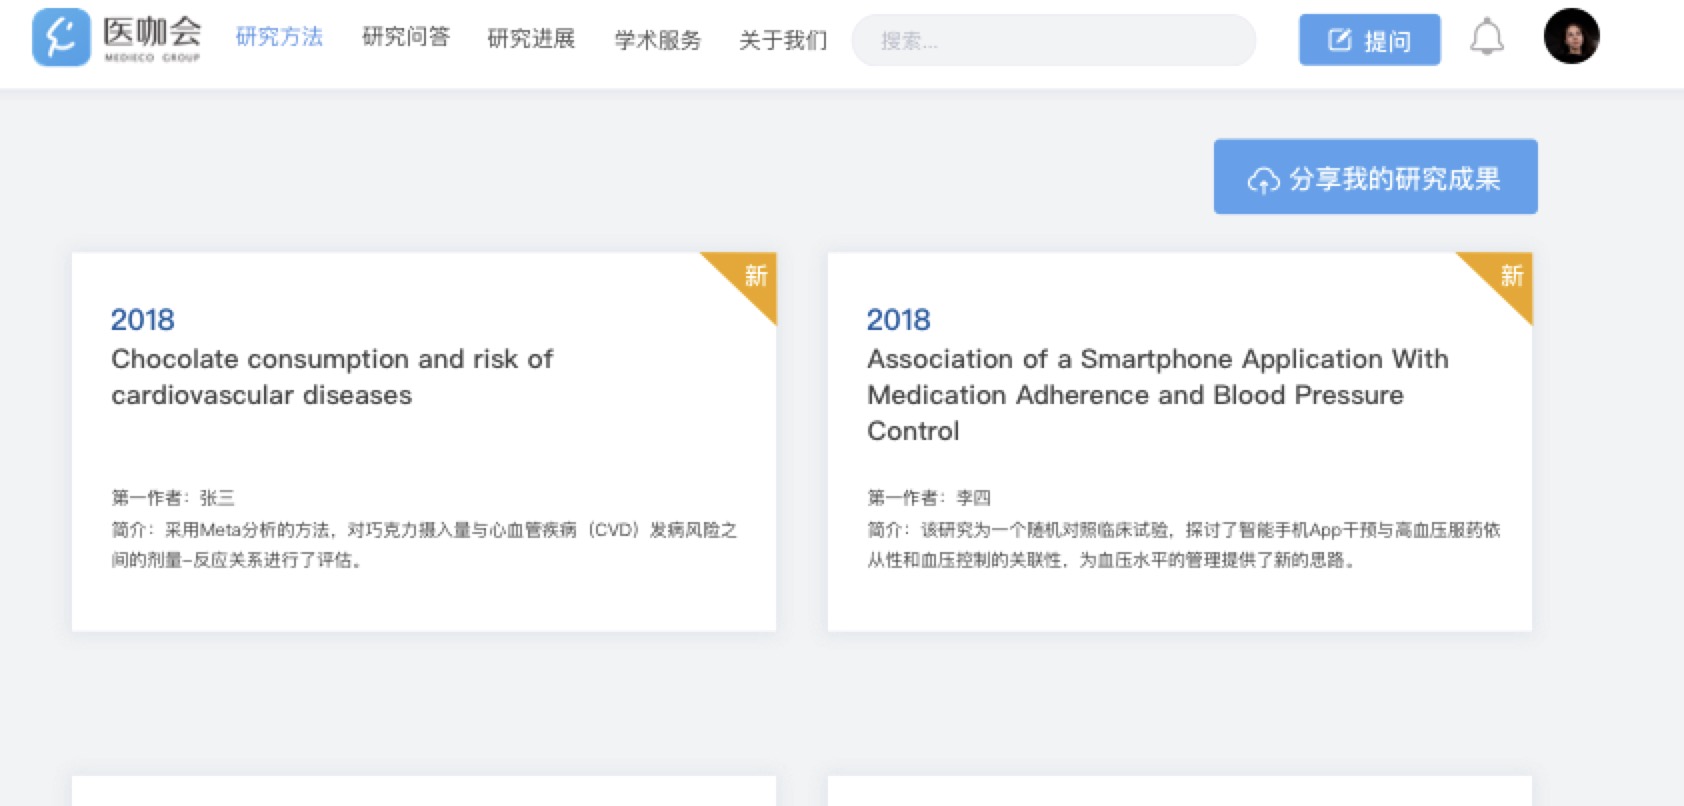 医咖会
MEDIECO GROUP
研究方法
研究问答
研究进展
学术服务
关于我们
搜索...
提问
分享我的研究成果
新
2018
Chocolate consumption and risk of
cardiovascular diseases
第一作者：张三
简介：采用Meta分析的方法，对巧克力摄入量与心血管疾病（CVD）发病风险之
间的剂量-反应关系进行了评估。
新
2018
Association of a Smartphone Application With
Medication Adherence and Blood Pressure
Control
第一作者：李四
简介：该研究为一个随机对照临床试验，探讨了智能手机App干预与高血压服药依
从性和血压控制的关联性，为血压水平的管理提供了新的思路。